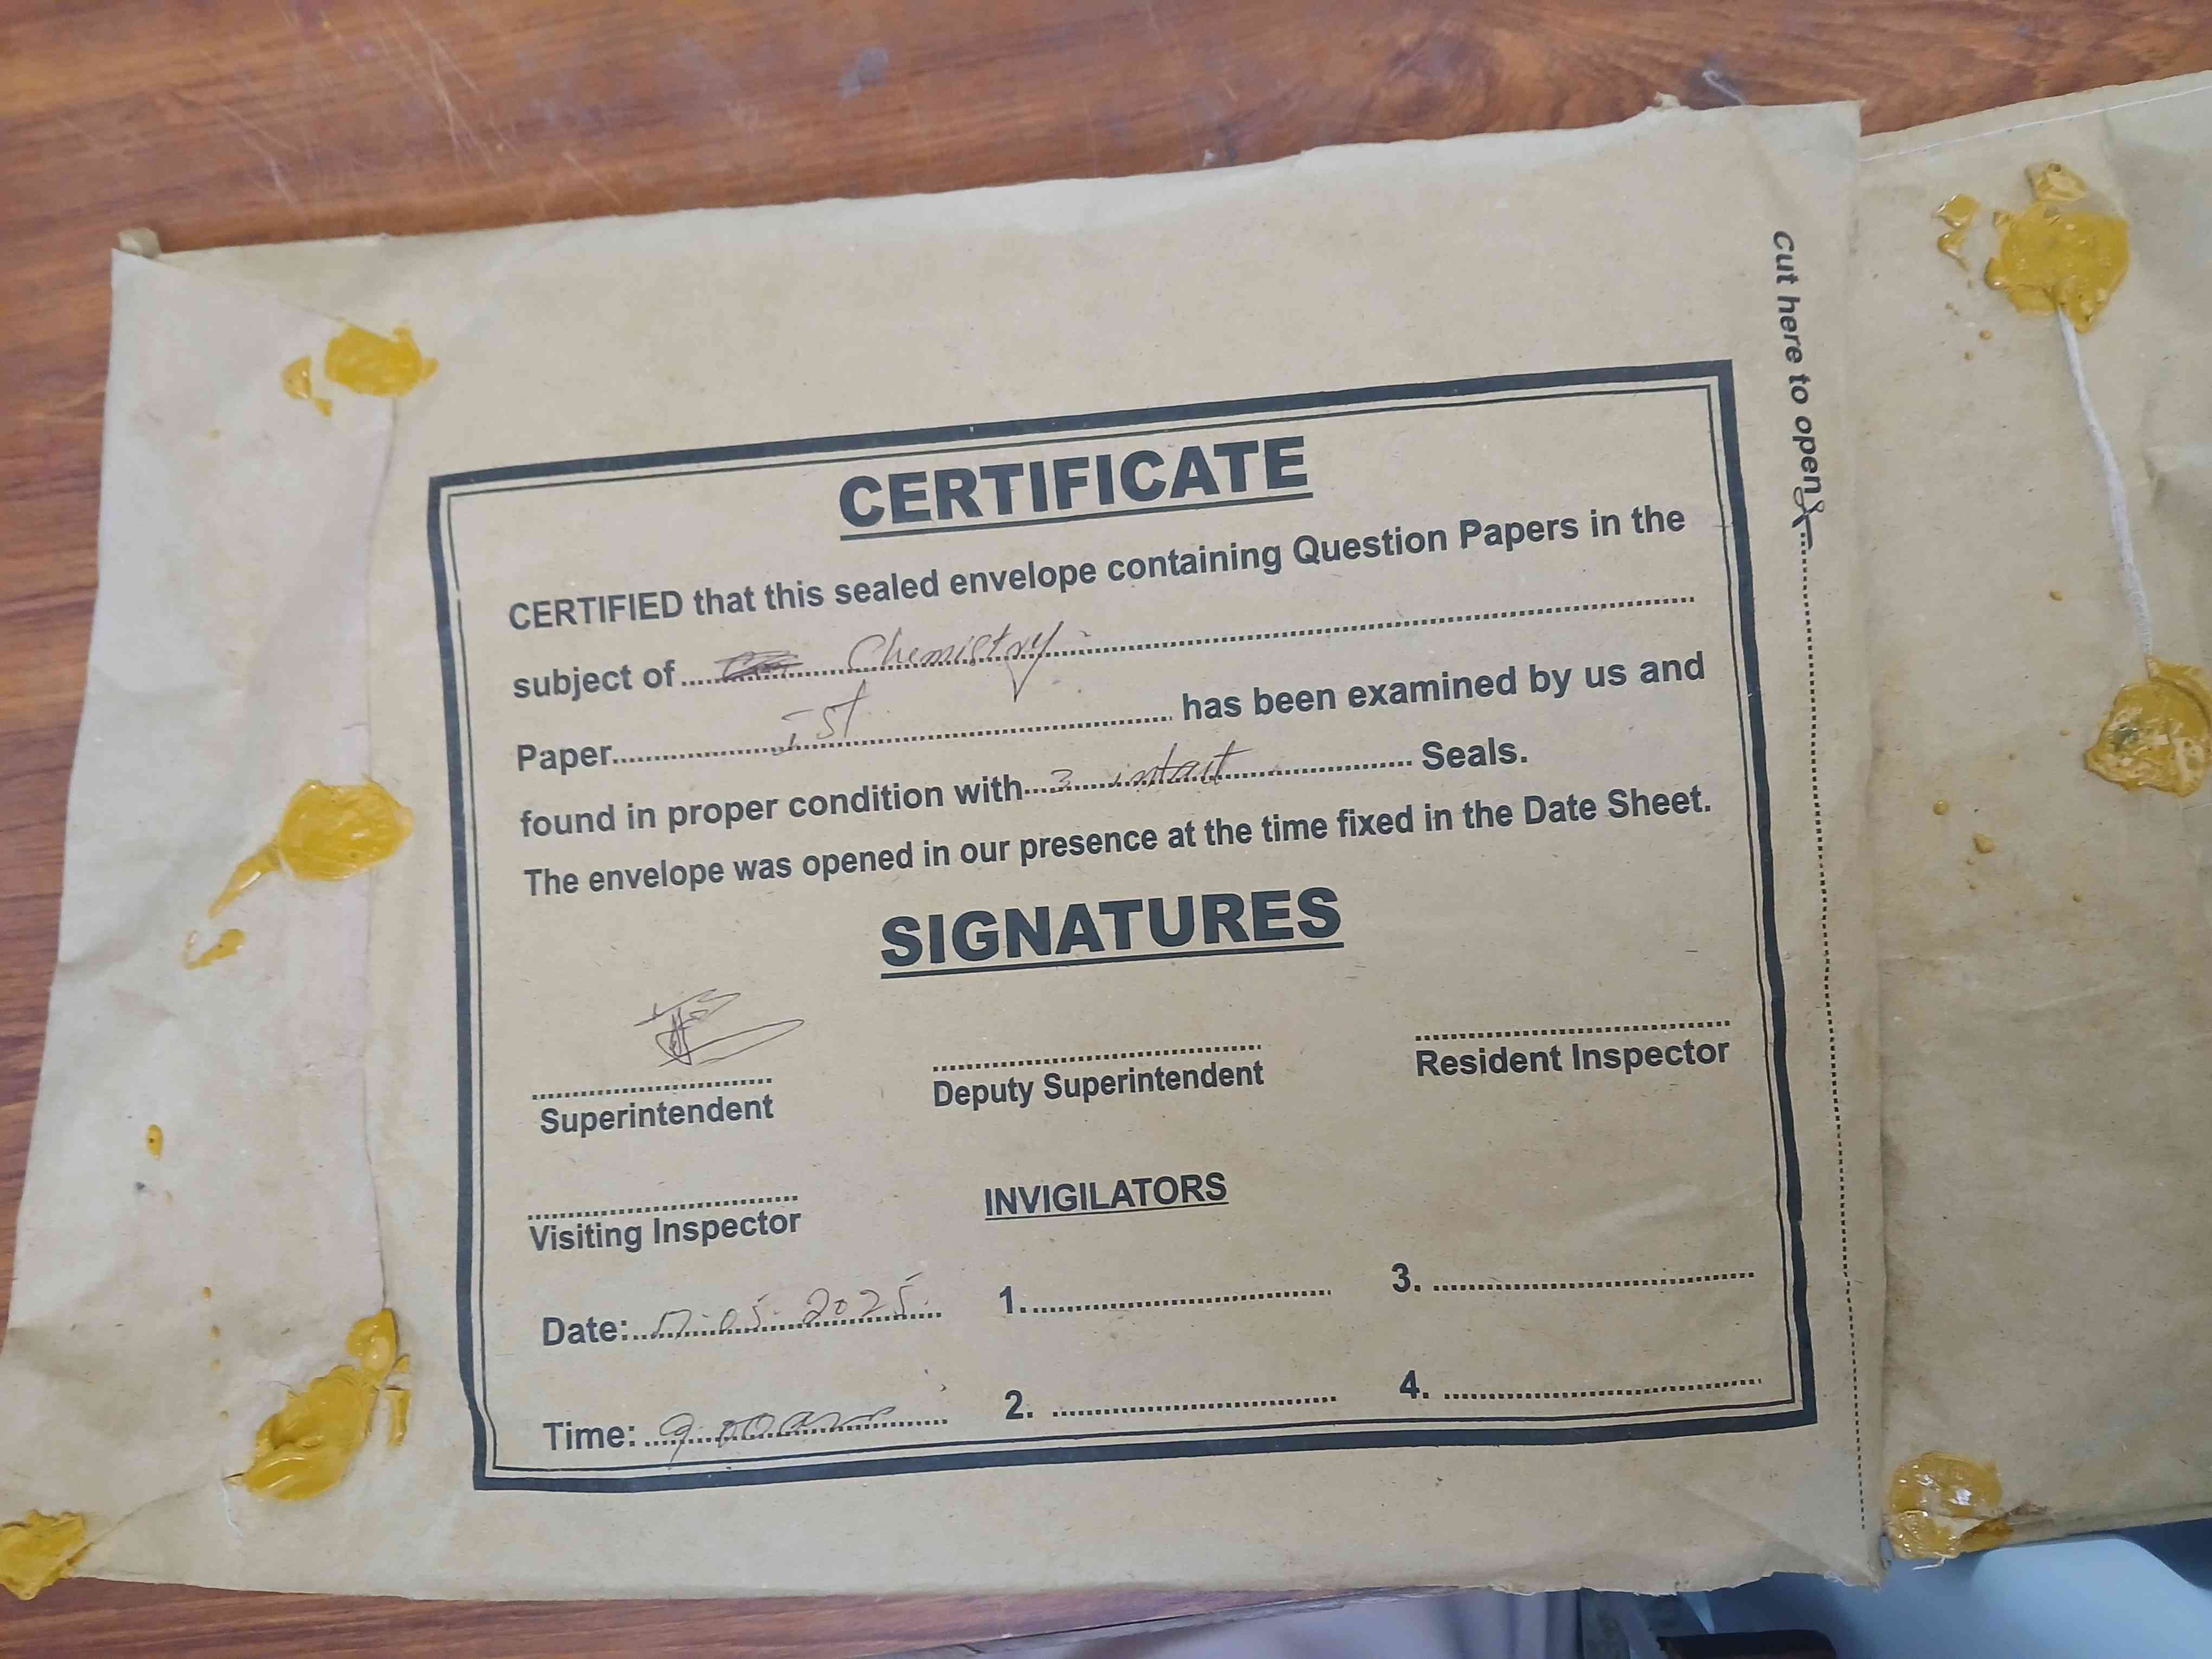 Cut here to open
CERTIFICATE
CERTIFIED that this sealed envelope containing Question Papers in the
subject of.................. Chemistry..................
Paper.................. Ist .................. has been examined by us and
found in proper condition with....3.....intact.................. Seals.
The envelope was opened in our presence at the time fixed in the Date Sheet.
SIGNATURES
Superintendent
Deputy Superintendent
Resident Inspector
Visiting Inspector
INVIGILATORS
Date:...17.05.2025...
1...................
3. ..................
Time: ...9:00am...
2. ..................
4. ..................